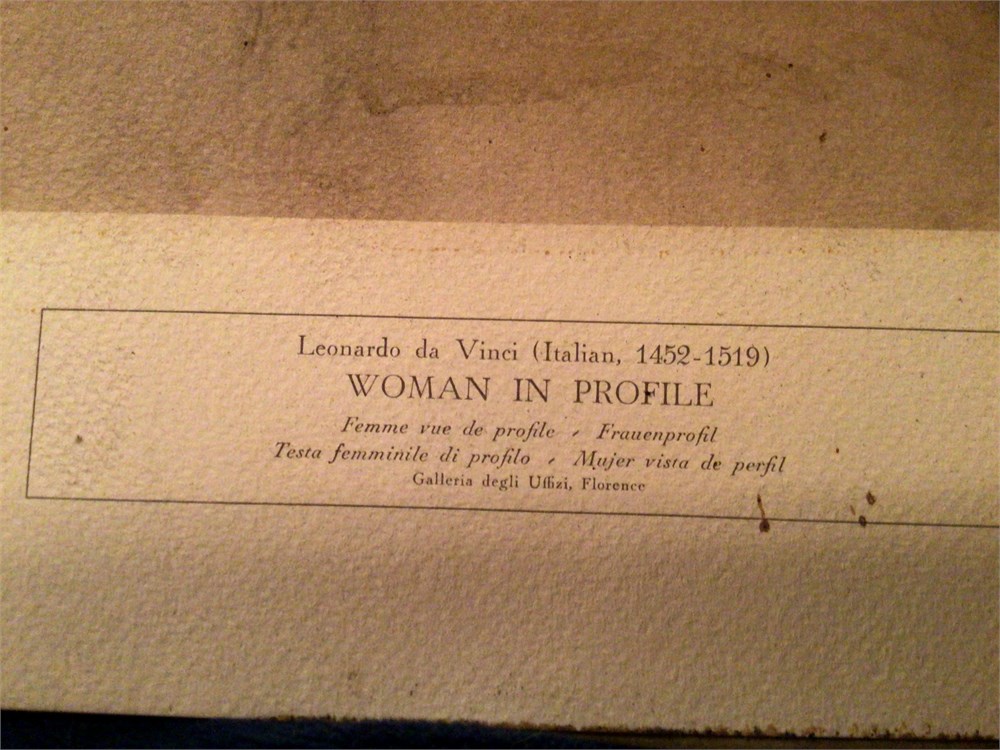 Leonardo da Vinci (Italian, 1452-1519)
WOMAN IN PROFILE
Femme vue de profile - Frauenprofil
Testa femminile di profilo - Mujer vista de perfil
Galleria degli Uffizi, Florence